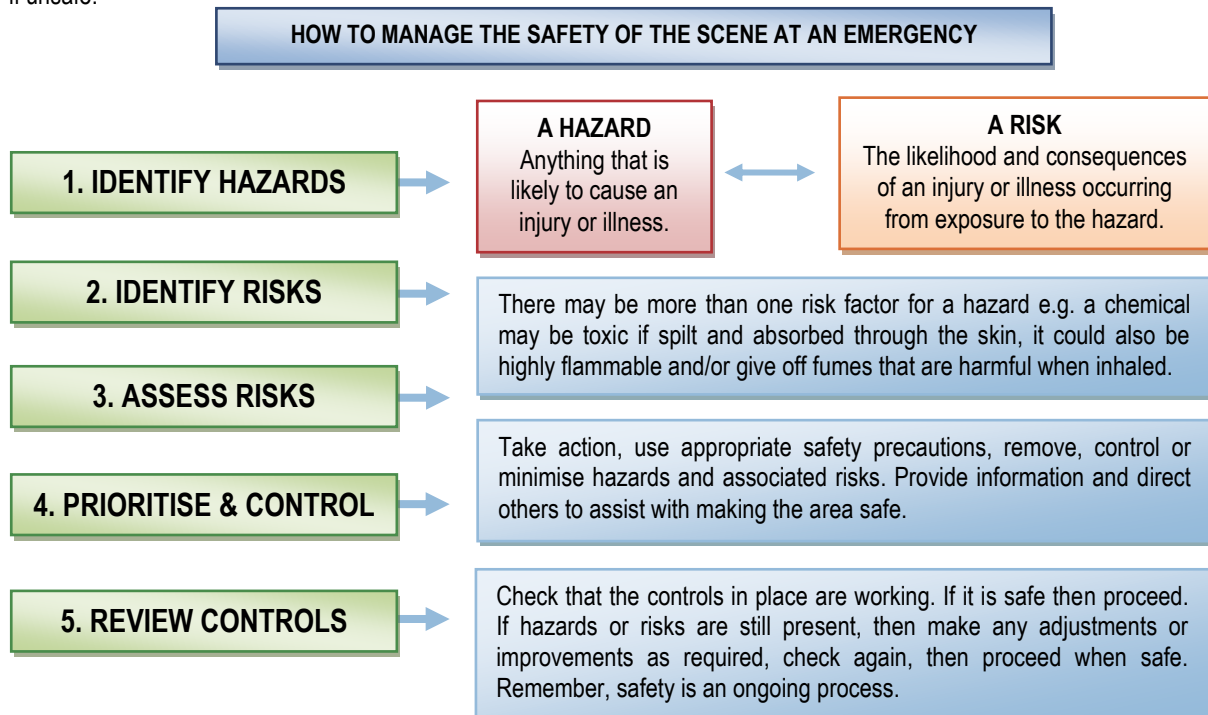 if unsafe.
HOW TO MANAGE THE SAFETY OF THE SCENE AT AN EMERGENCY
1. IDENTIFY HAZARDS
A HAZARD
Anything that is
likely to cause an
injury or illness.
A RISK
The likelihood and consequences
of an injury or illness occurring
from exposure to the hazard.
2. IDENTIFY RISKS
There may be more than one risk factor for a hazard e.g. a chemical
may be toxic if spilt and absorbed through the skin, it could also be
highly flammable and/or give off fumes that are harmful when inhaled.
3. ASSESS RISKS
4. PRIORITISE & CONTROL
Take action, use appropriate safety precautions, remove, control or
minimise hazards and associated risks. Provide information and direct
others to assist with making the area safe.
5. REVIEW CONTROLS
Check that the controls in place are working. If it is safe then proceed.
If hazards or risks are still present, then make any adjustments or
improvements as required, check again, then proceed when safe.
Remember, safety is an ongoing process.